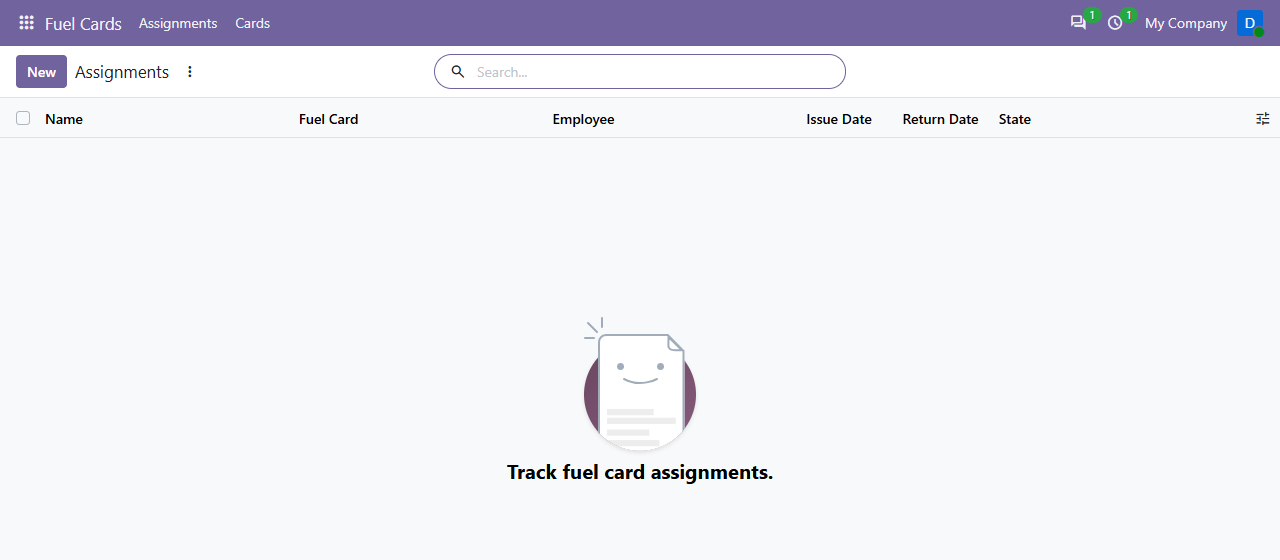 Fuel Cards Assignments Cards 1 1 My Company D
New Assignments Search...
Name Fuel Card Employee Issue Date Return Date State
Track fuel card assignments.